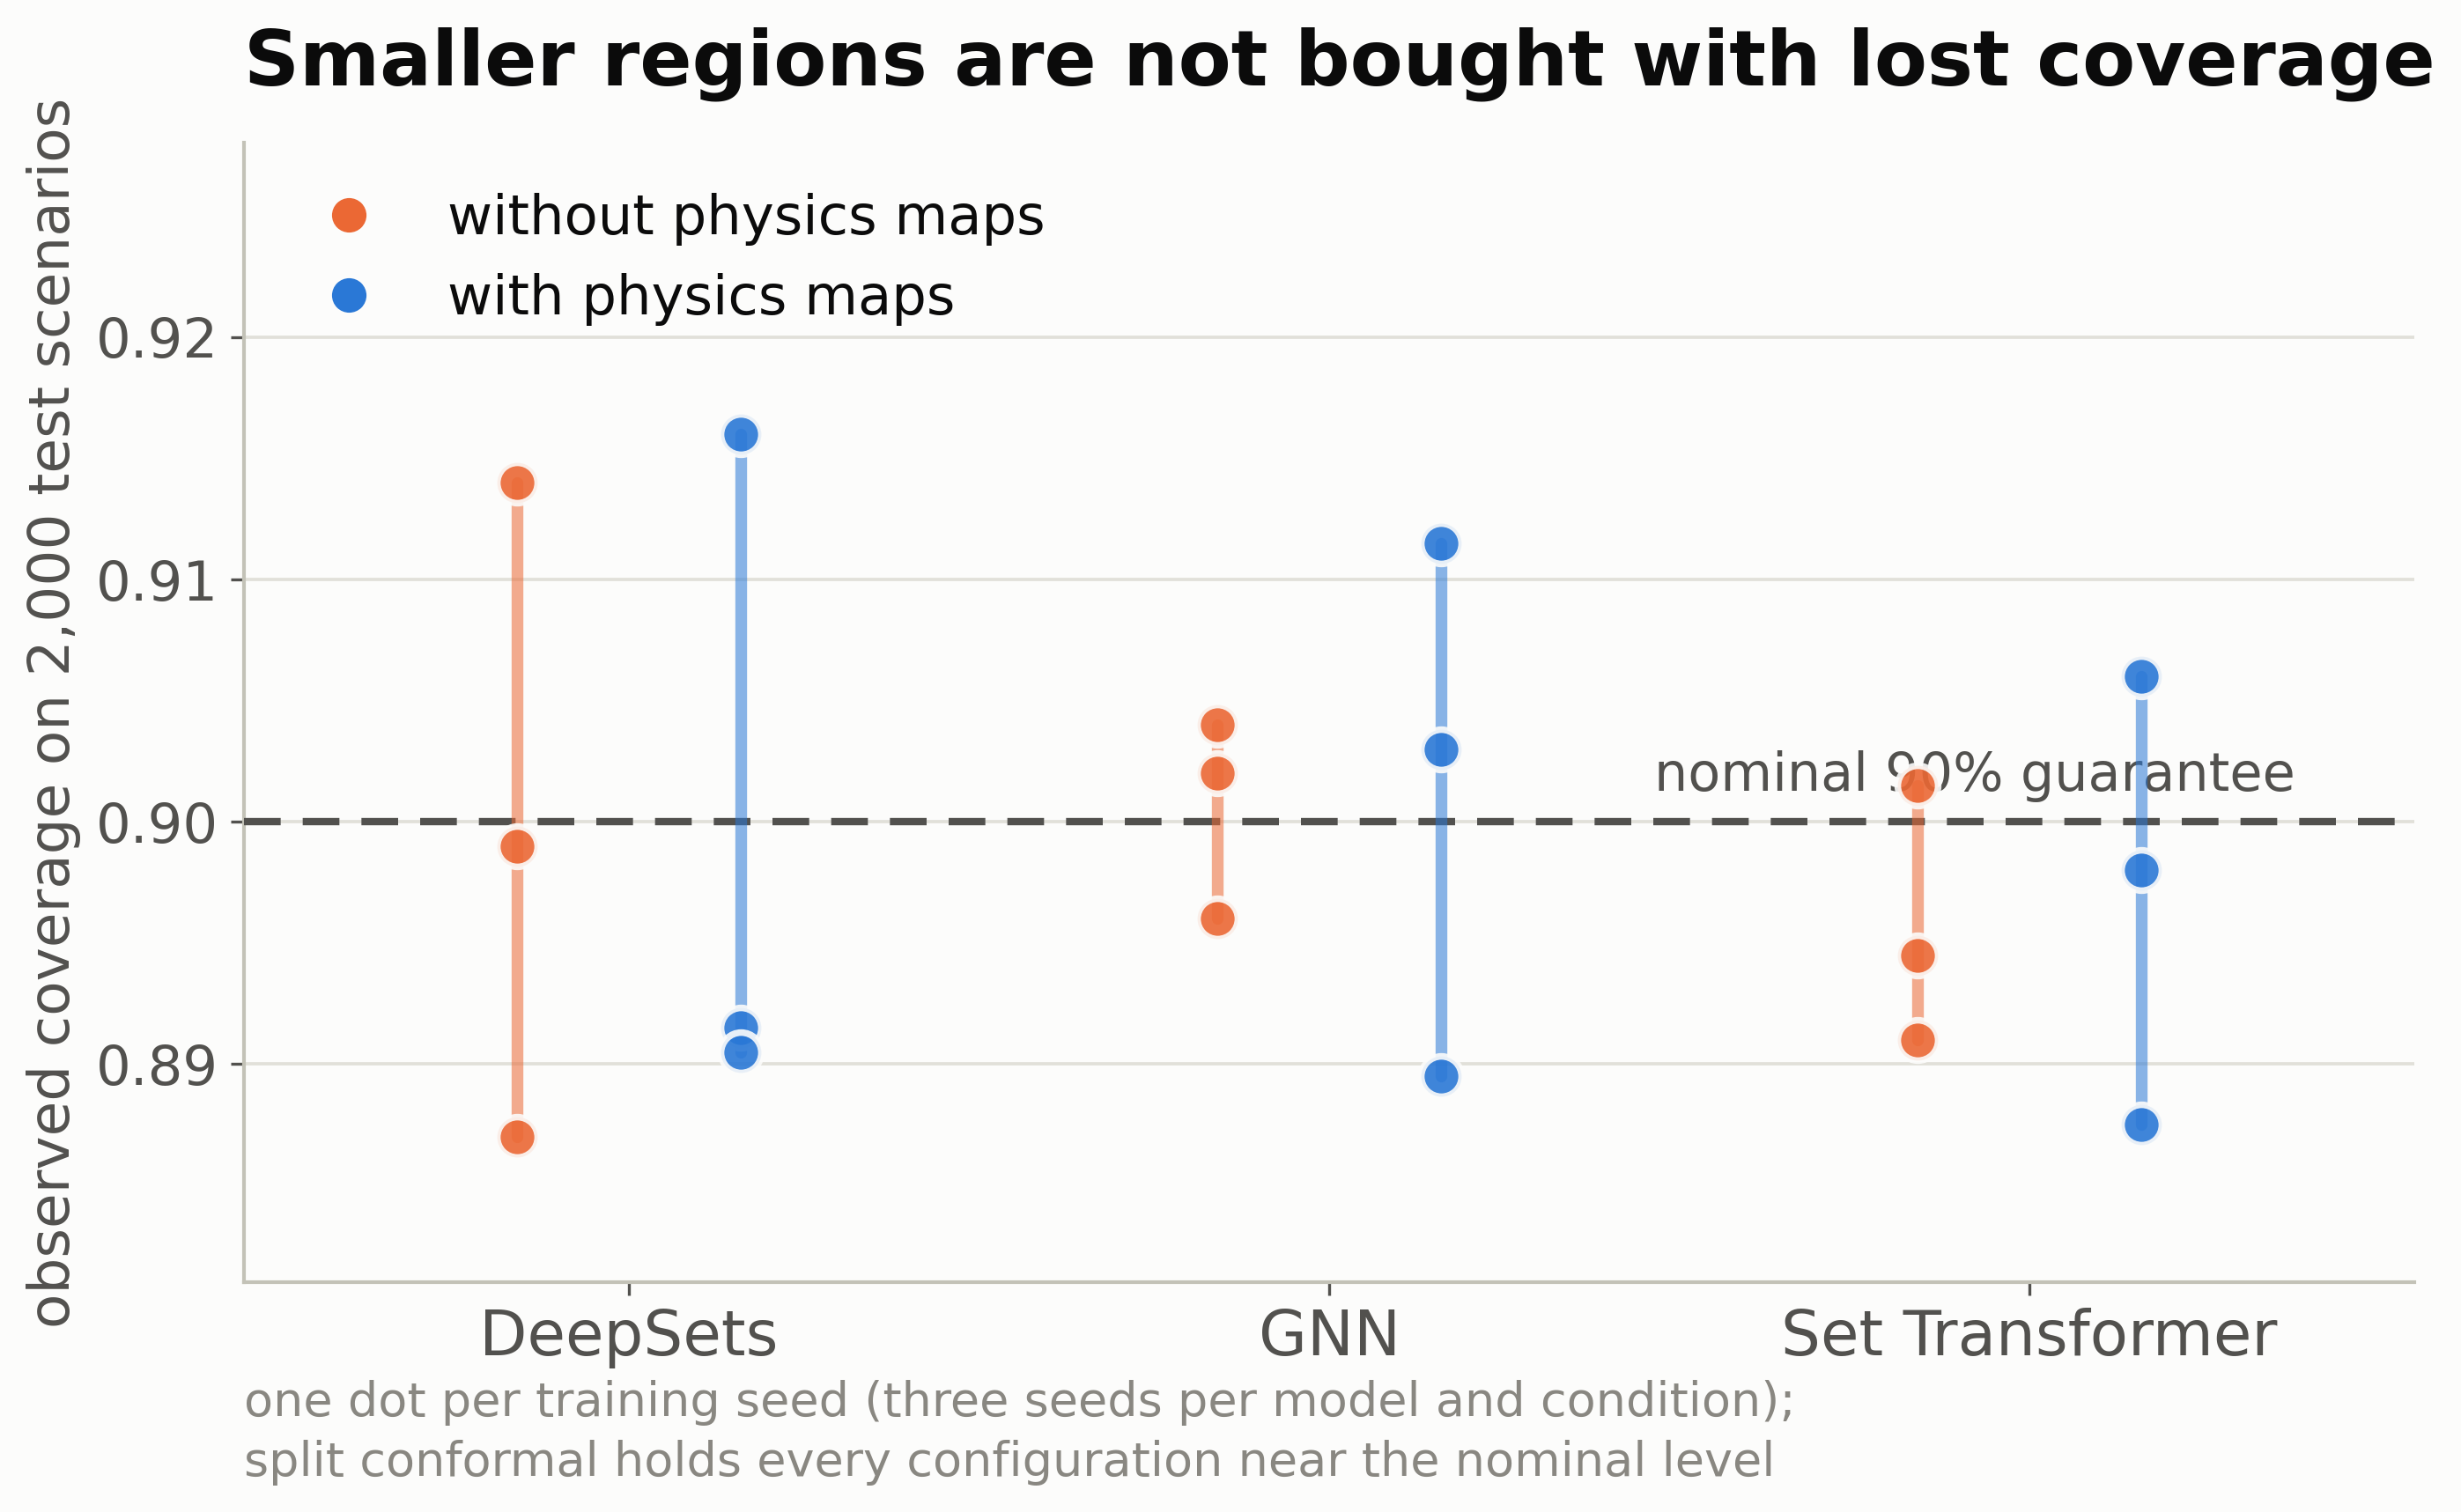 Smaller regions are not bought with lost coverage
observed coverage on 2,000 test scenarios
without physics maps
with physics maps
0.92
0.91
0.90
0.89
nominal 90% guarantee
DeepSets
GNN
Set Transformer
one dot per training seed (three seeds per model and condition);
split conformal holds every configuration near the nominal level